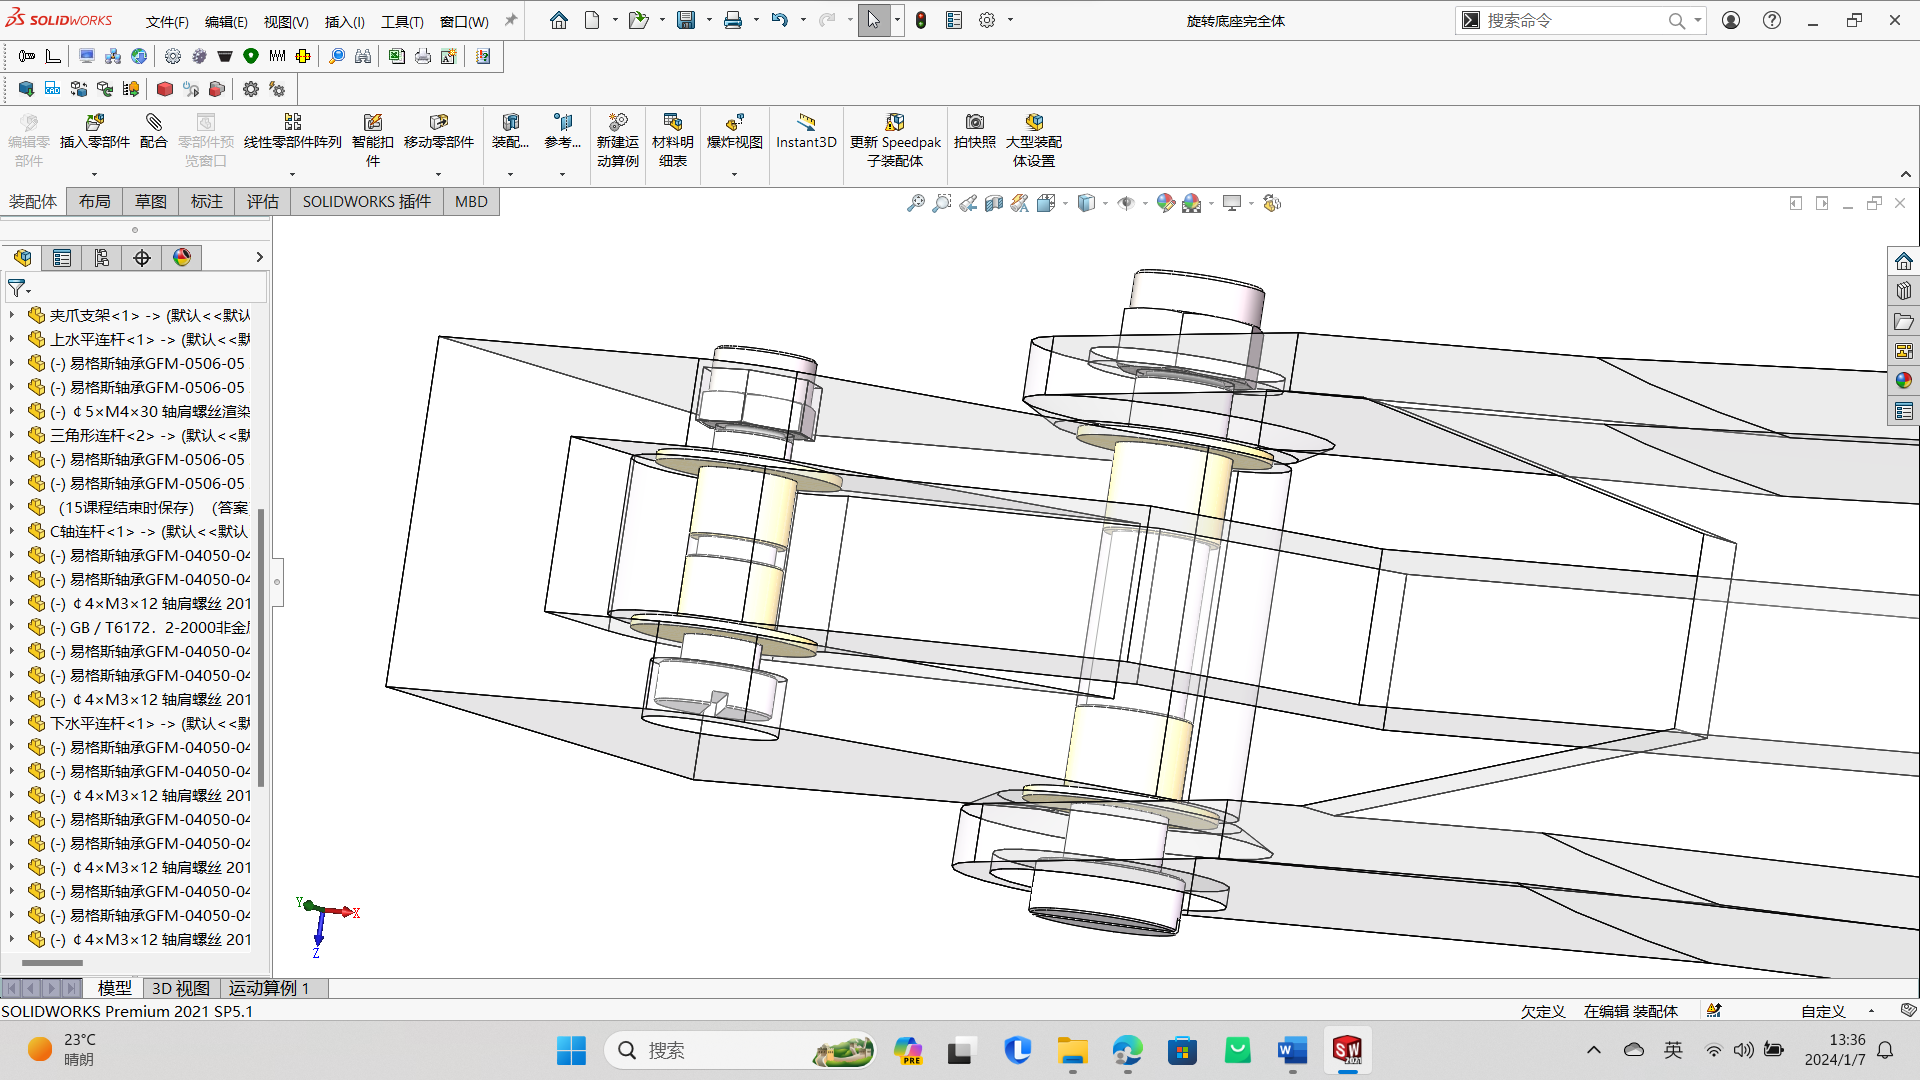 SOLIDWORKS 文件(F) 编辑(E) 视图(V) 插入(I) 工具(T) 窗口(W) 旋转底座完全体 搜索命令
编辑零部件 插入零部件 配合 零部件预览窗口 线性零部件阵列 智能扣件 移动零部件 装配... 参考... 新建运动算例 材料明细表 爆炸视图 Instant3D 更新 Speedpak 子装配体 拍快照 大型装配体设置
装配体 布局 草图 标注 评估 SOLIDWORKS 插件 MBD
夹爪支架<1> -> (默认<<默认
上水平连杆<1> -> (默认<<默
(-) 易格斯轴承GFM-0506-05
(-) 易格斯轴承GFM-0506-05
(-) ￠5×M4×30 轴肩螺丝渲染
三角形连杆<2> -> (默认<<默
(-) 易格斯轴承GFM-0506-05
(-) 易格斯轴承GFM-0506-05
（15课程结束时保存）（答案
C轴连杆<1> -> (默认<<默认
(-) 易格斯轴承GFM-04050-04
(-) 易格斯轴承GFM-04050-04
(-) ￠4×M3×12 轴肩螺丝 201
(-) GB／T6172．2-2000非金属
(-) 易格斯轴承GFM-04050-04
(-) 易格斯轴承GFM-04050-04
(-) ￠4×M3×12 轴肩螺丝 201
下水平连杆<1> -> (默认<<默
(-) 易格斯轴承GFM-04050-04
(-) 易格斯轴承GFM-04050-04
(-) ￠4×M3×12 轴肩螺丝 201
(-) 易格斯轴承GFM-04050-04
(-) 易格斯轴承GFM-04050-04
(-) ￠4×M3×12 轴肩螺丝 201
(-) 易格斯轴承GFM-04050-04
(-) 易格斯轴承GFM-04050-04
(-) ￠4×M3×12 轴肩螺丝 201
Y
X
Z
模型 3D 视图 运动算例 1
SOLIDWORKS Premium 2021 SP5.1 欠定义 在编辑 装配体 自定义
23°C
晴朗
搜索
PRE
英
13:36
2024/1/7